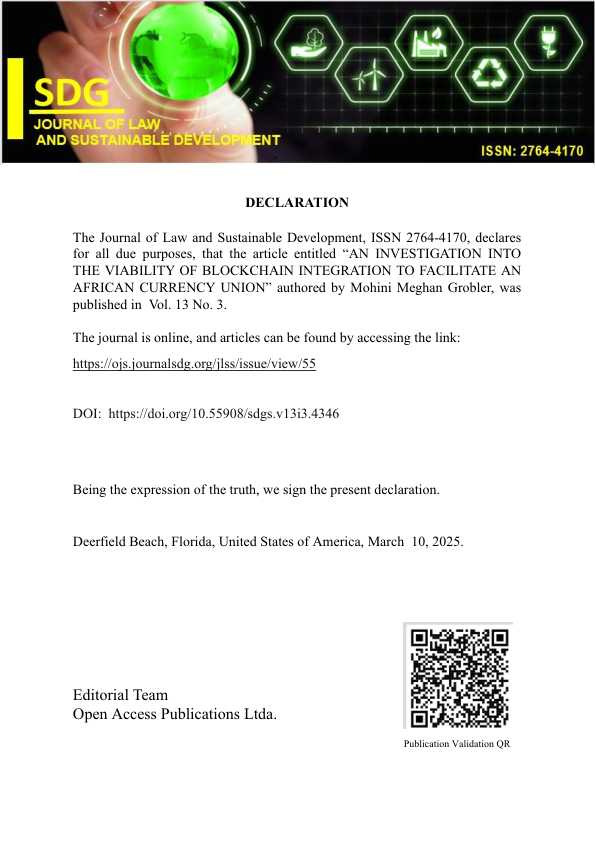 SDG
JOURNAL OF LAW
AND SUSTAINABLE DEVELOPMENT
ISSN: 2764-4170
DECLARATION
The Journal of Law and Sustainable Development, ISSN 2764-4170, declares
for all due purposes, that the article entitled “AN INVESTIGATION INTO
THE VIABILITY OF BLOCKCHAIN INTEGRATION TO FACILITATE AN
AFRICAN CURRENCY UNION” authored by Mohini Meghan Grobler, was
published in  Vol. 13 No. 3.
The journal is online, and articles can be found by accessing the link:
https://ojs.journalsdg.org/jlss/issue/view/55
DOI:  https://doi.org/10.55908/sdgs.v13i3.4346
Being the expression of the truth, we sign the present declaration.
Deerfield Beach, Florida, United States of America, March  10, 2025.
Editorial Team
Open Access Publications Ltda.
Publication Validation QR